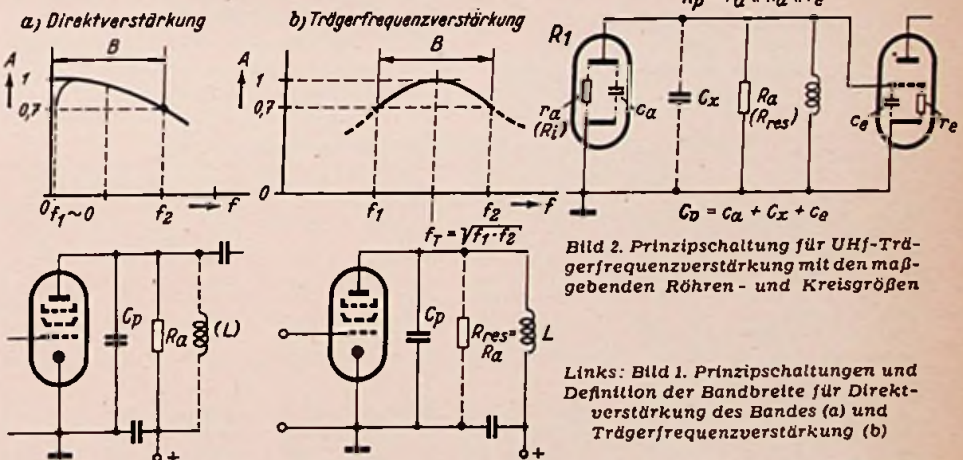 a) Direktverstärkung
A
B
1
0,7
0
f1~0
f2
f
b) Trägerfrequenzverstärkung
A
B
1
0,7
0
f1
f2
f
fT = √f1·f2
Cp
Ra
(L)
+
Cp
Rres=
Ra
L
+
R1
ra
(Ri)
ca
Cx
Ra
(Rres)
ce
re
Cp = ca + Cx + ce
Bild 2. Prinzipschaltung für UHf-Trä-
gerfrequenzverstärkung mit den maß-
gebenden Röhren- und Kreisgrößen
Links: Bild 1. Prinzipschaltungen und
Definition der Bandbreite für Direkt-
verstärkung des Bandes (a) und
Trägerfrequenzverstärkung (b)